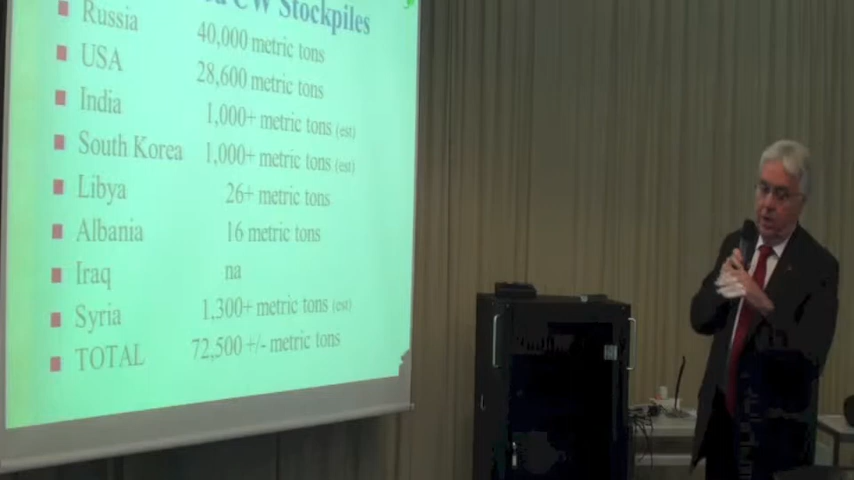 CW Stockpiles
Russia 40,000 metric tons
USA 28,600 metric tons
India 1,000+ metric tons (est)
South Korea 1,000+ metric tons (est)
Libya 26+ metric tons
Albania 16 metric tons
Iraq na
Syria 1,300+ metric tons (est)
TOTAL 72,500 +/- metric tons